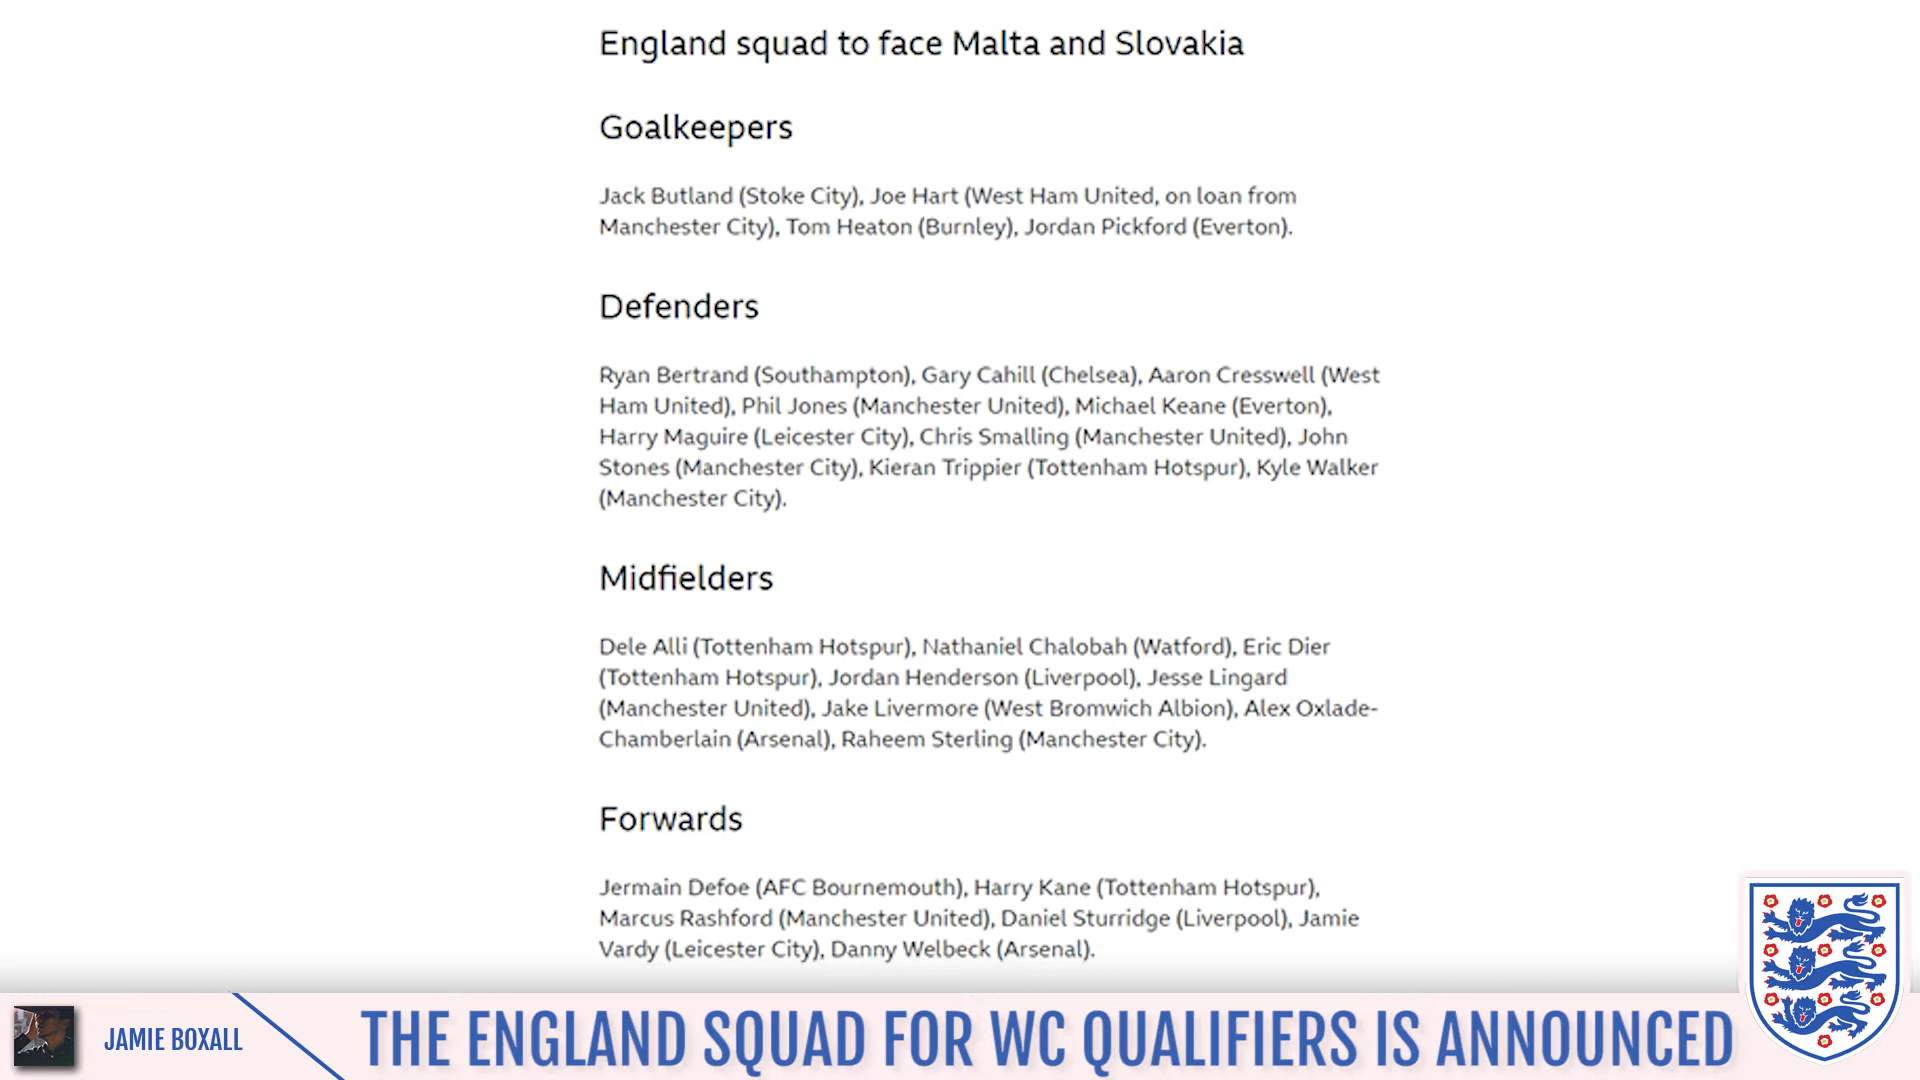 England squad to face Malta and Slovakia
Goalkeepers
Jack Butland (Stoke City), Joe Hart (West Ham United, on loan from
Manchester City), Tom Heaton (Burnley), Jordan Pickford (Everton).
Defenders
Ryan Bertrand (Southampton), Gary Cahill (Chelsea), Aaron Cresswell (West
Ham United), Phil Jones (Manchester United), Michael Keane (Everton),
Harry Maguire (Leicester City), Chris Smalling (Manchester United), John
Stones (Manchester City), Kieran Trippier (Tottenham Hotspur), Kyle Walker
(Manchester City).
Midfielders
Dele Alli (Tottenham Hotspur), Nathaniel Chalobah (Watford), Eric Dier
(Tottenham Hotspur), Jordan Henderson (Liverpool), Jesse Lingard
(Manchester United), Jake Livermore (West Bromwich Albion), Alex Oxlade-
Chamberlain (Arsenal), Raheem Sterling (Manchester City).
Forwards
Jermain Defoe (AFC Bournemouth), Harry Kane (Tottenham Hotspur),
Marcus Rashford (Manchester United), Daniel Sturridge (Liverpool), Jamie
Vardy (Leicester City), Danny Welbeck (Arsenal).
JAMIE BOXALL
THE ENGLAND SQUAD FOR WC QUALIFIERS IS ANNOUNCED